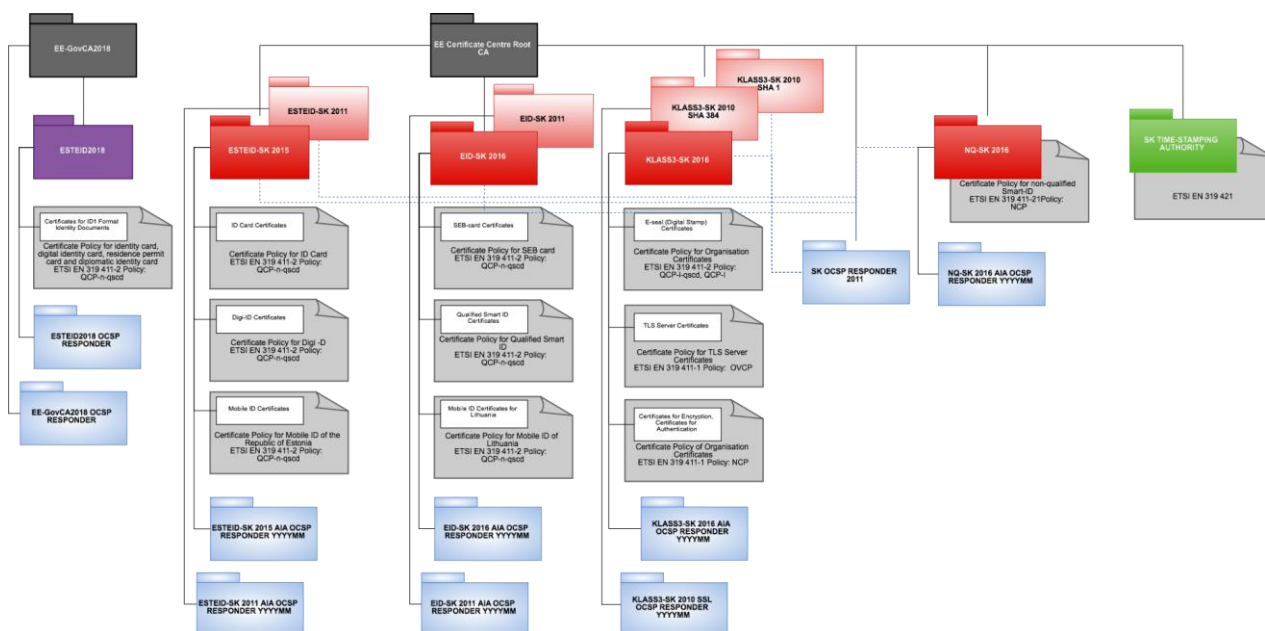 EE-GovCA2018
ESTEID2018
Certificates for ID1 Format
Identity Documents
Certificate Policy for identity card,
digital identity card, residence permit
card and diplomatic identity card
ETSI EN 319 411-2 Policy:
QCP-n-qscd
ESTEID2018 OCSP
RESPONDER
EE-GovCA2018 OCSP
RESPONDER
EE Certificate Centre Root
CA
ESTEID-SK 2011
ESTEID-SK 2015
ID Card Certificates
Certificate Policy for ID Card
ETSI EN 319 411-2 Policy:
QCP-n-qscd
Digi-ID Certificates
Certificate Policy for Digi -D
ETSI EN 319 411-2 Policy:
QCP-n-qscd
Mobile ID Certificates
Certificate Policy for Mobile ID of the
Republic of Estonia
ETSI EN 319 411-2 Policy:
QCP-n-qscd
ESTEID-SK 2015 AIA OCSP
RESPONDER YYYYMM
ESTEID-SK 2011 AIA OCSP
RESPONDER YYYYMM
EID-SK 2011
EID-SK 2016
SEB-card Certificates
Certificate Policy for SEB card
ETSI EN 319 411-2 Policy:
QCP-n-qscd
Qualified Smart ID
Certificates
Certificate Policy for Qualified Smart
ID
ETSI EN 319 411-2 Policy:
QCP-n-qscd
Mobile ID Certificates for
Lithuania
Certificate Policy for Mobile ID of
Lithuania
ETSI EN 319 411-2 Policy:
QCP-n-qscd
EID-SK 2016 AIA OCSP
RESPONDER YYYYMM
EID-SK 2011 AIA OCSP
RESPONDER YYYYMM
KLASS3-SK 2010
SHA 1
KLASS3-SK 2010
SHA 384
KLASS3-SK 2016
E-seal (Digital Stamp)
Certificates
Certificate Policy for Organisation
Certificates
ETSI EN 319 411-2 Policy:
QCP-l-qscd, QCP-l
TLS Server Certificates
Certificate Policy for TLS Server
Certificates
ETSI EN 319 411-1 Policy: OVCP
Certificates for Encryption,
Certificates for
Authentication
Certificate Policy of Organisation
Certificates
ETSI EN 319 411-1 Policy: NCP
KLASS3-SK 2016 AIA
OCSP RESPONDER
YYYYMM
KLASS3-SK 2010 SSL
OCSP RESPONDER
YYYYMM
SK OCSP RESPONDER
2011
NQ-SK 2016
Certificate Policy for non-qualified
Smart-ID
ETSI EN 319 411-21Policy:
NCP
NQ-SK 2016 AIA OCSP
RESPONDER YYYYMM
SK TIME-STAMPING
AUTHORITY
ETSI EN 319 421